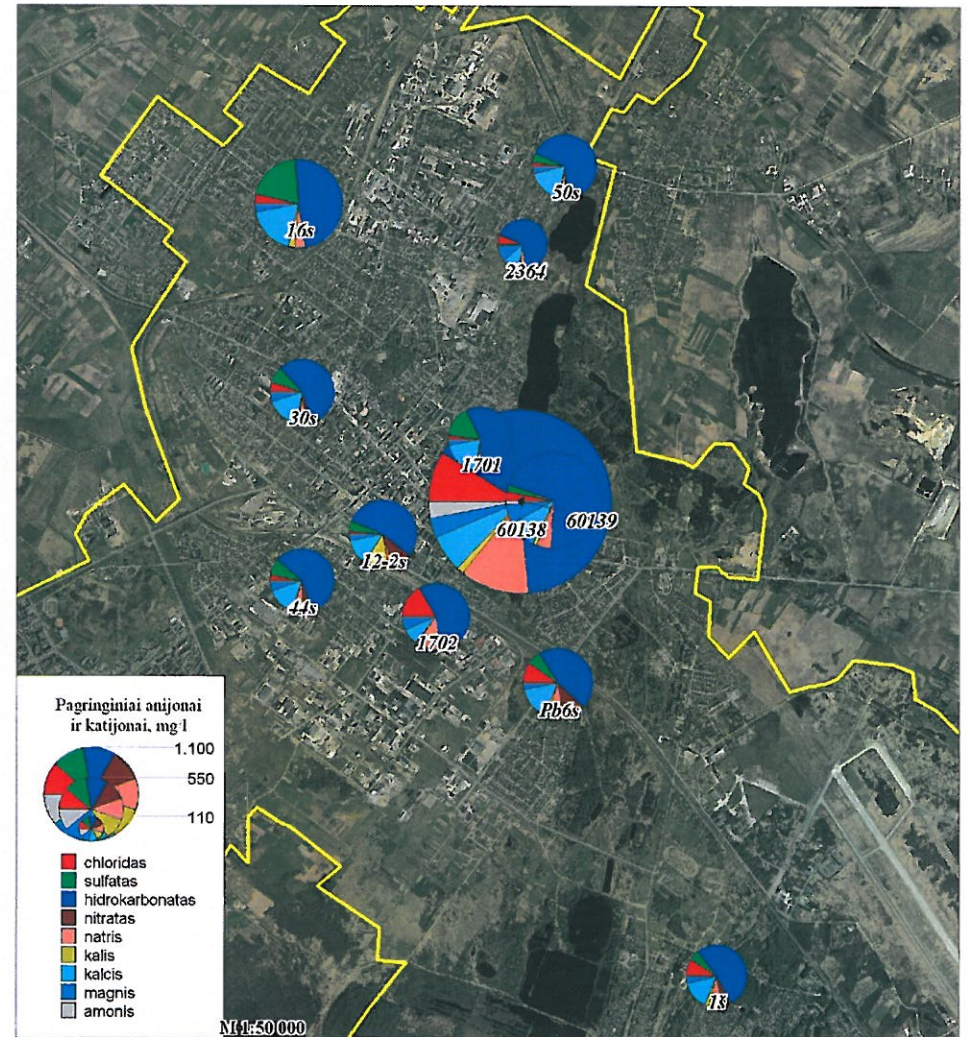 50s
16s
2364
30s
1701
60139
60138
12-2s
44s
1702
Pb6s
Pagringiniai anijonai
ir katijonai, mg/l
1.100
550
110
chloridas
sulfatas
hidrokarbonatas
nitratas
natris
kalis
kalcis
magnis
amonis
1š
M 1:50 000